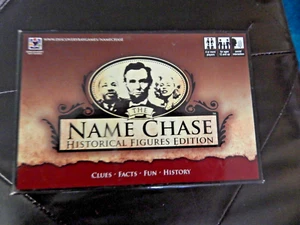 THE
NAME CHASE
HISTORICAL FIGURES EDITION
CLUES • FACTS • FUN • HISTORY